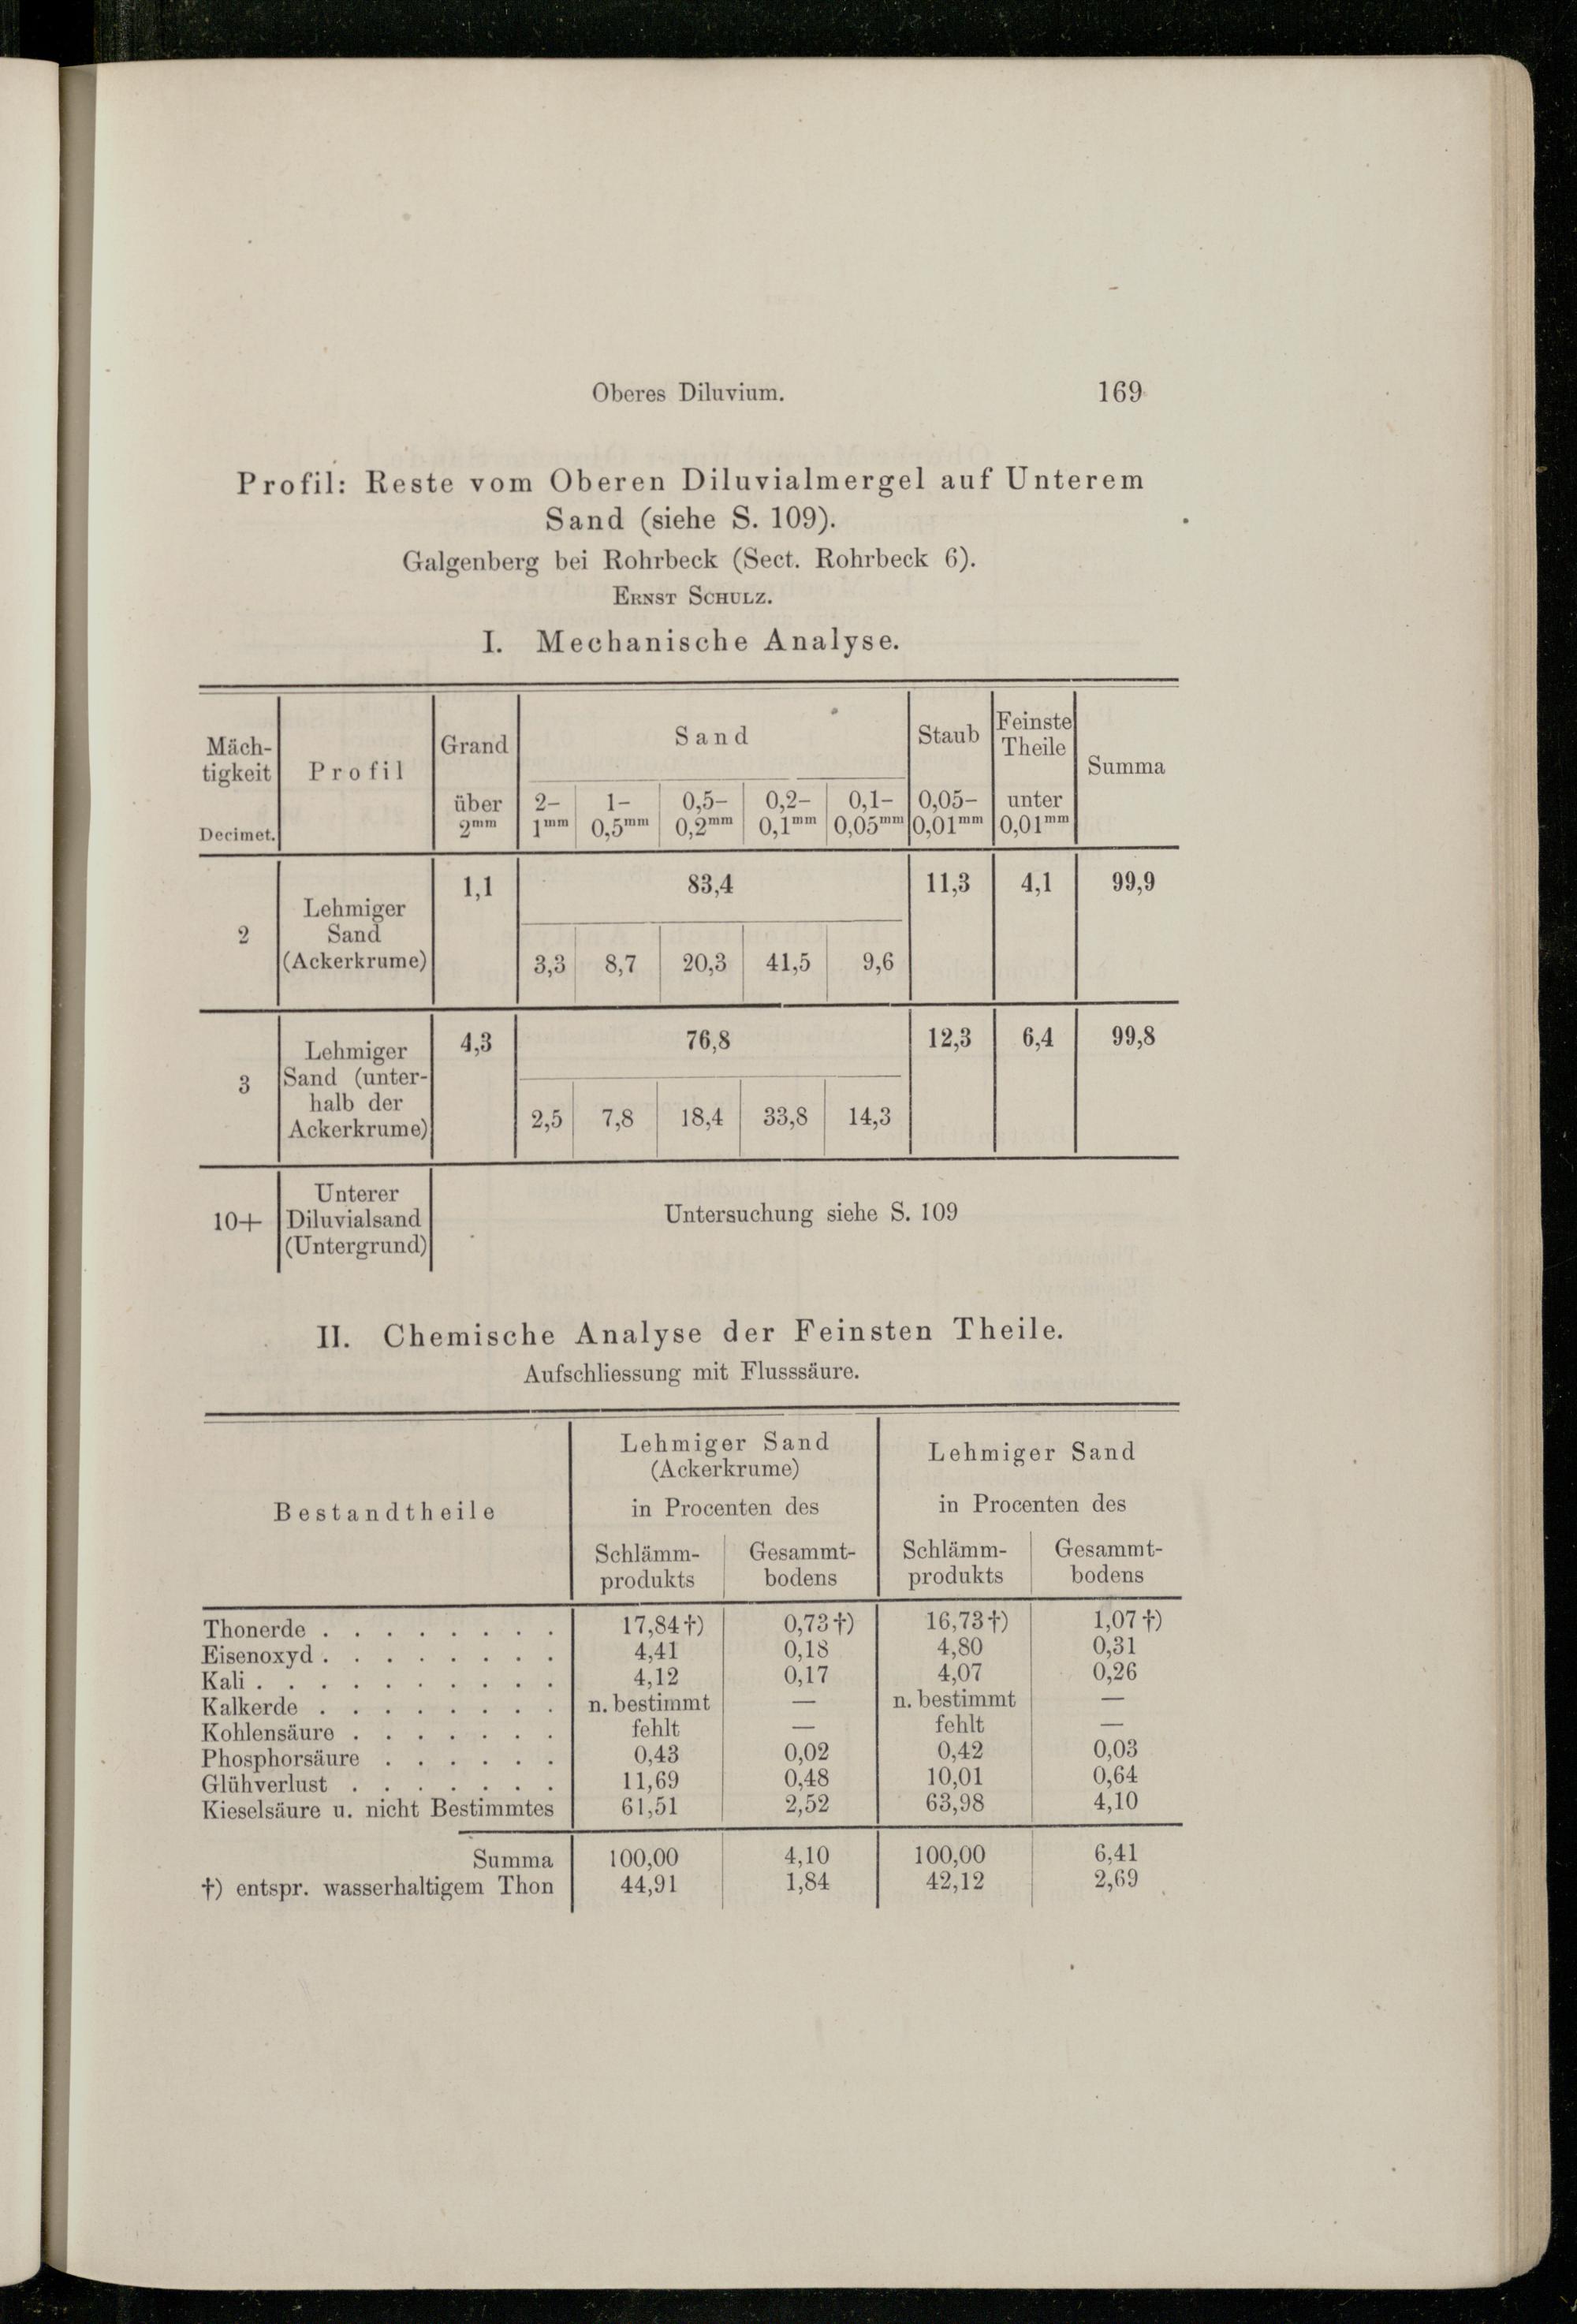 Oberes Diluvium. 169
Profil: Reste vom Oberen Diluvialmergel auf Unterem
Sand (siehe S. 109).
Galgenberg bei Rohrbeck (Sect. Rohrbeck 6).
ERNST SCHULZ.
I. Mechanische Analyse.
Mäch-
tigkeit
Decimet.
Profil
Grand
über
2mm
Sand
2–
1mm
1–
0,5mm
0,5–
0,2mm
0,2–
0,1mm
0,1–
0,05mm
Staub
0,05–
0,01mm
Feinste
Theile
unter
0,01mm
Summa
2
Lehmiger
Sand
(Ackerkrume)
1,1 83,4 11,3 4,1 99,9
3,3 8,7 20,3 41,5 9,6
3
Lehmiger
Sand (unter-
halb der
Ackerkrume)
4,3 76,8 12,3 6,4 99,8
2,5 7,8 18,4 33,8 14,3
10+
Unterer
Diluvialsand
(Untergrund)
Untersuchung siehe S. 109
II. Chemische Analyse der Feinsten Theile.
Aufschliessung mit Flusssäure.
Bestandtheile
Lehmiger Sand
(Ackerkrume)
in Procenten des
Schlämm-
produkts
Gesammt-
bodens
Lehmiger Sand
in Procenten des
Schlämm-
produkts
Gesammt-
bodens
Thonerde . . . . . . . . 17,84†) 0,73†) 16,73†) 1,07†)
Eisenoxyd . . . . . . . . 4,41 0,18 4,80 0,31
Kali . . . . . . . . . . 4,12 0,17 4,07 0,26
Kalkerde . . . . . . . . n. bestimmt — n. bestimmt —
Kohlensäure . . . . . . . fehlt — fehlt —
Phosphorsäure . . . . . . 0,43 0,02 0,42 0,03
Glühverlust . . . . . . . 11,69 0,48 10,01 0,64
Kieselsäure u. nicht Bestimmtes 61,51 2,52 63,98 4,10
Summa 100,00 4,10 100,00 6,41
†) entspr. wasserhaltigem Thon 44,91 1,84 42,12 2,69